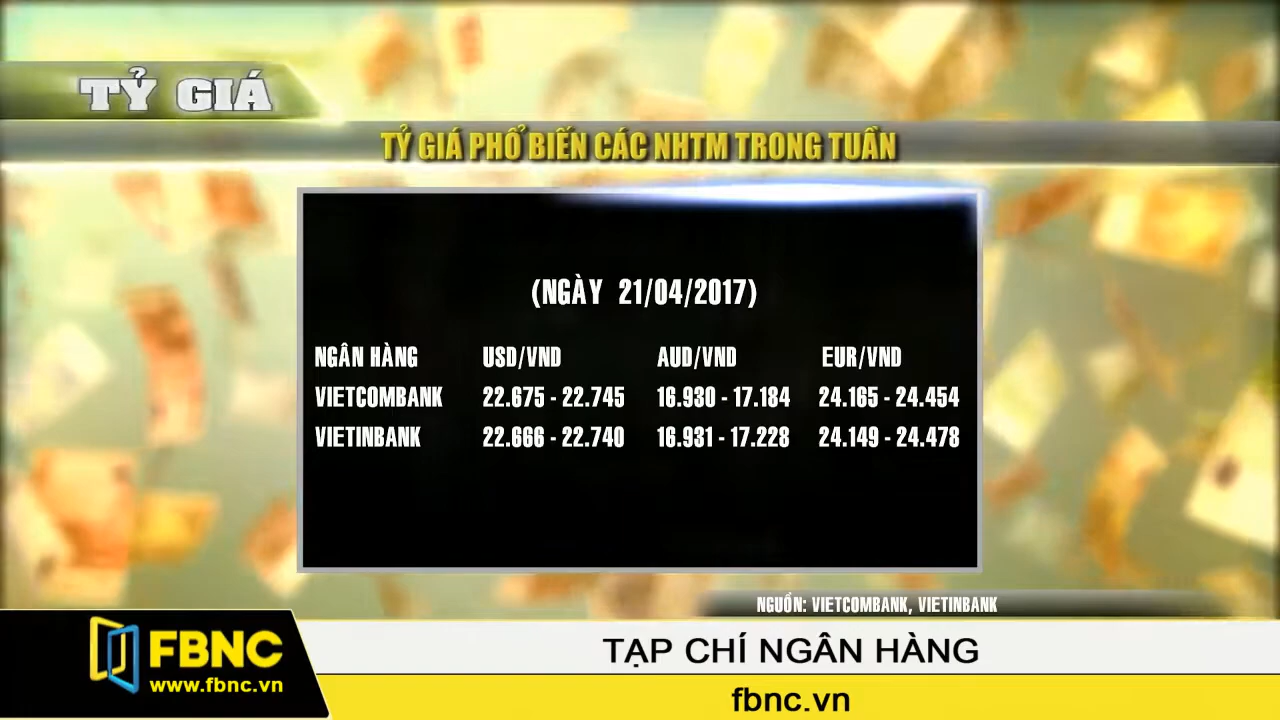 TỶ GIÁ
TỶ GIÁ PHỔ BIẾN CÁC NHTM TRONG TUẦN
(NGÀY 21/04/2017)
NGÂN HÀNG USD/VND AUD/VND EUR/VND
VIETCOMBANK 22.675 - 22.745 16.930 - 17.184 24.165 - 24.454
VIETINBANK 22.666 - 22.740 16.931 - 17.228 24.149 - 24.478
NGUỒN: VIETCOMBANK, VIETINBANK
FBNC
www.fbnc.vn
TẠP CHÍ NGÂN HÀNG
fbnc.vn